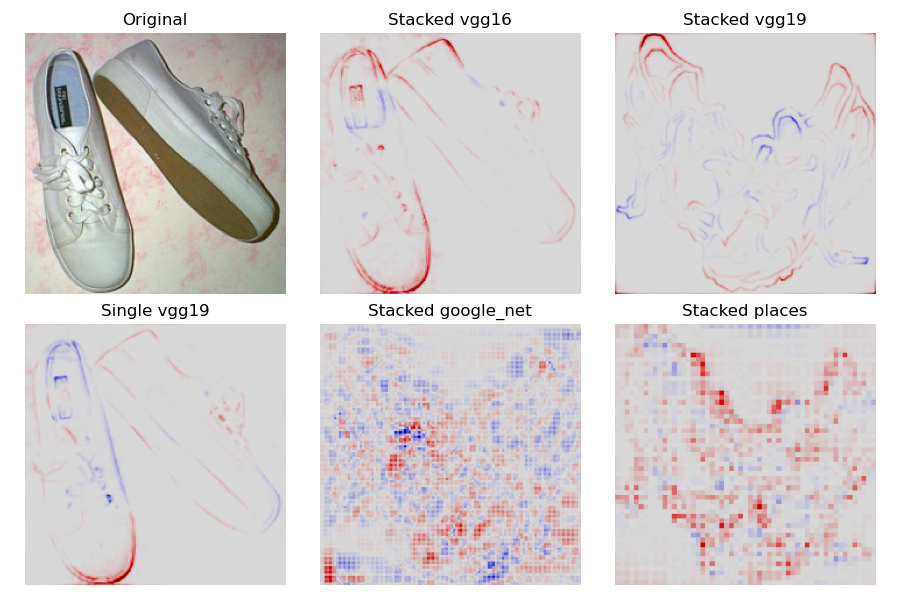 Original
Stacked vgg16
Stacked vgg19
Single vgg19
Stacked google_net
Stacked places